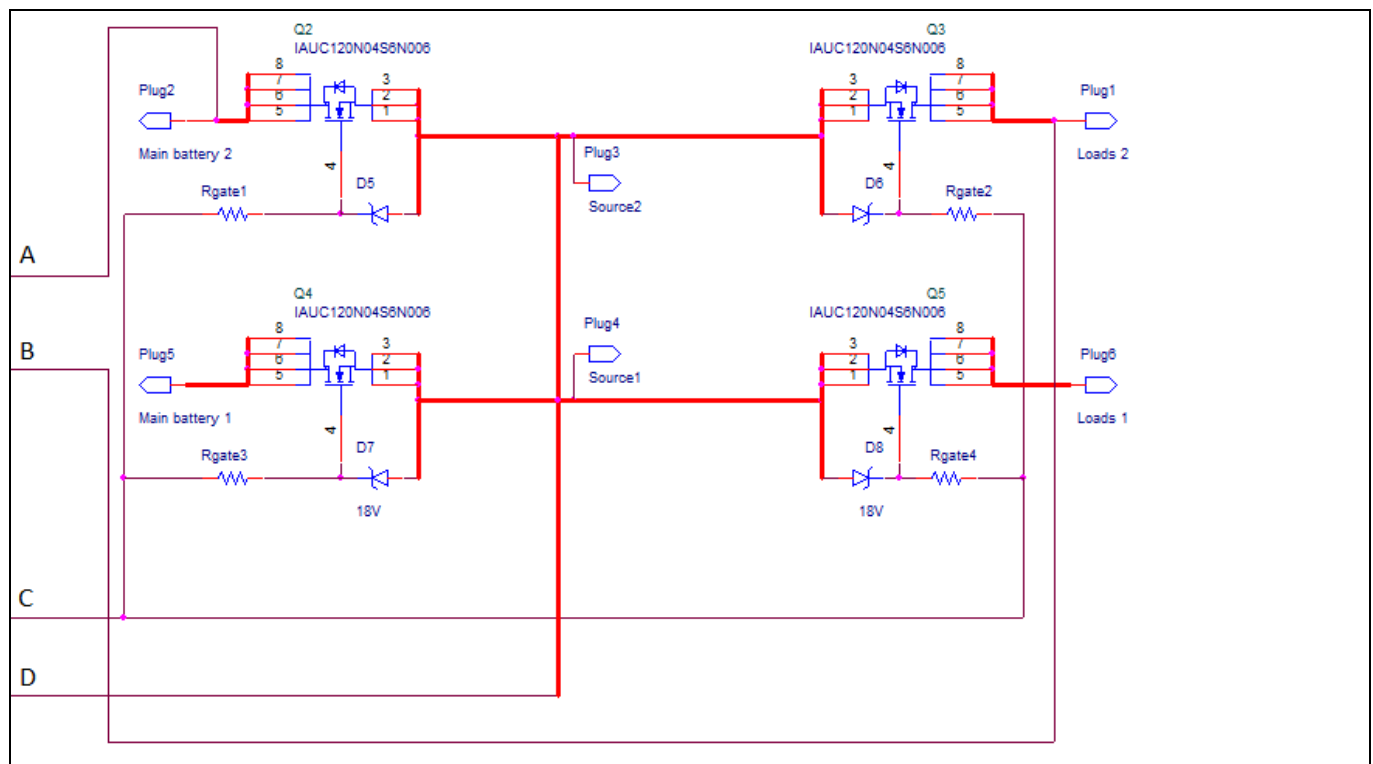 Q2
IAUC120N04S6N006
Q3
IAUC120N04S6N006
8
7
6
5
3
2
1
3
2
1
8
7
6
5
Plug2
Main battery 2
Plug1
Loads 2
Plug3
Source2
4
D5
Rgate1
4
D6
Rgate2
A
Q4
IAUC120N04S6N006
Q5
IAUC120N04S6N006
B
8
7
6
5
3
2
1
3
2
1
8
7
6
5
Plug5
Main battery 1
Plug4
Source1
Plug6
Loads 1
4
D7
Rgate3
18V
4
D8
Rgate4
18V
C
D